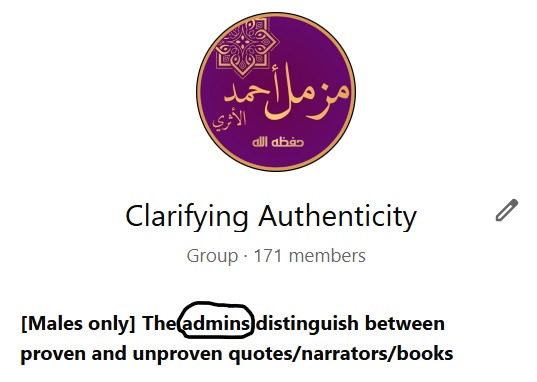 مزمل أحمد
الأثري
حفظه الله
Clarifying Authenticity
Group · 171 members
[Males only] The admins distinguish between
proven and unproven quotes/narrators/books